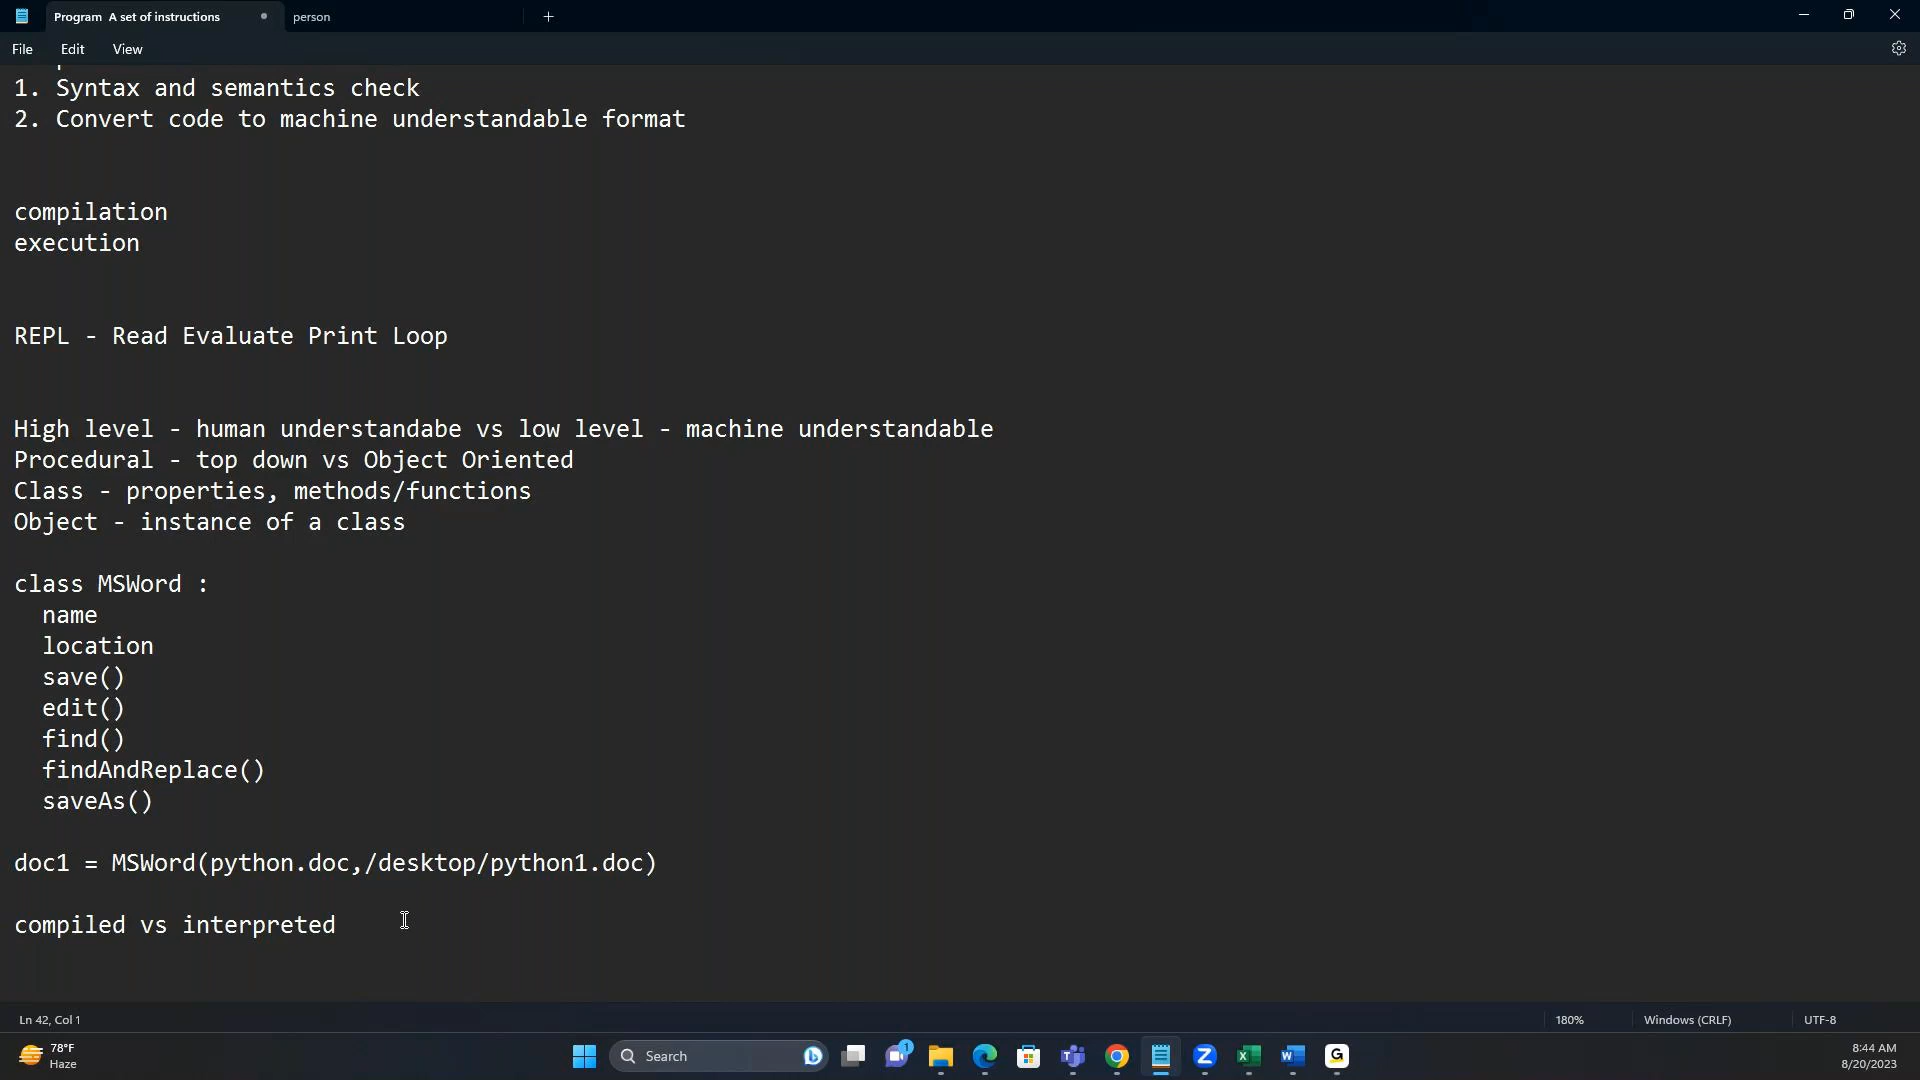 Program  A set of instructions
person
File
Edit
View
1. Syntax and semantics check
2. Convert code to machine understandable format
compilation
execution
REPL - Read Evaluate Print Loop
High level - human understandabe vs low level - machine understandable
Procedural - top down vs Object Oriented
Class - properties, methods/functions
Object - instance of a class
class MSWord :
name
location
save()
edit()
find()
findAndReplace()
saveAs()
doc1 = MSWord(python.doc,/desktop/python1.doc)
compiled vs interpreted
Ln 42, Col 1
180%
Windows (CRLF)
UTF-8
78°F
Haze
Search
1
8:44 AM
8/20/2023